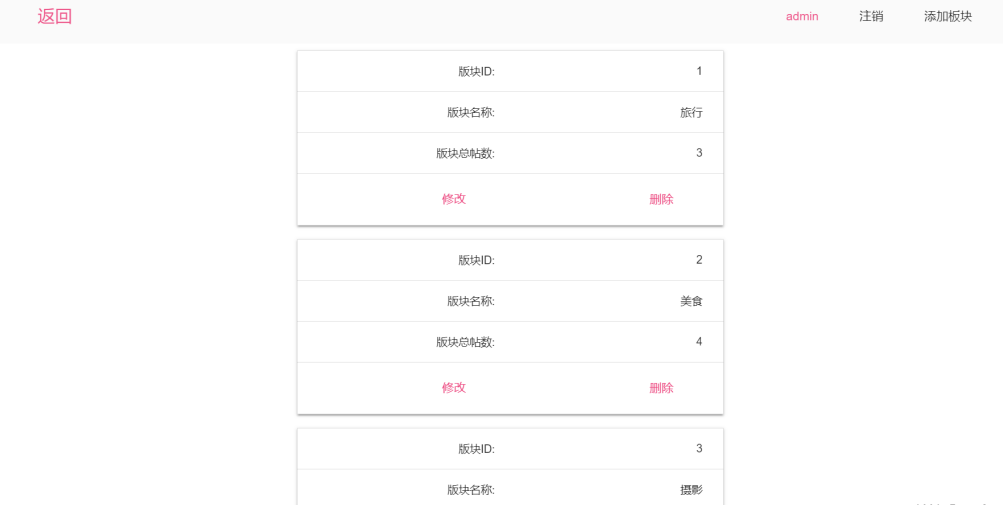 返回 admin 注销 添加板块
版块ID: 1
版块名称: 旅行
版块总帖数: 3
修改 删除
版块ID: 2
版块名称: 美食
版块总帖数: 4
修改 删除
版块ID: 3
版块名称: 摄影